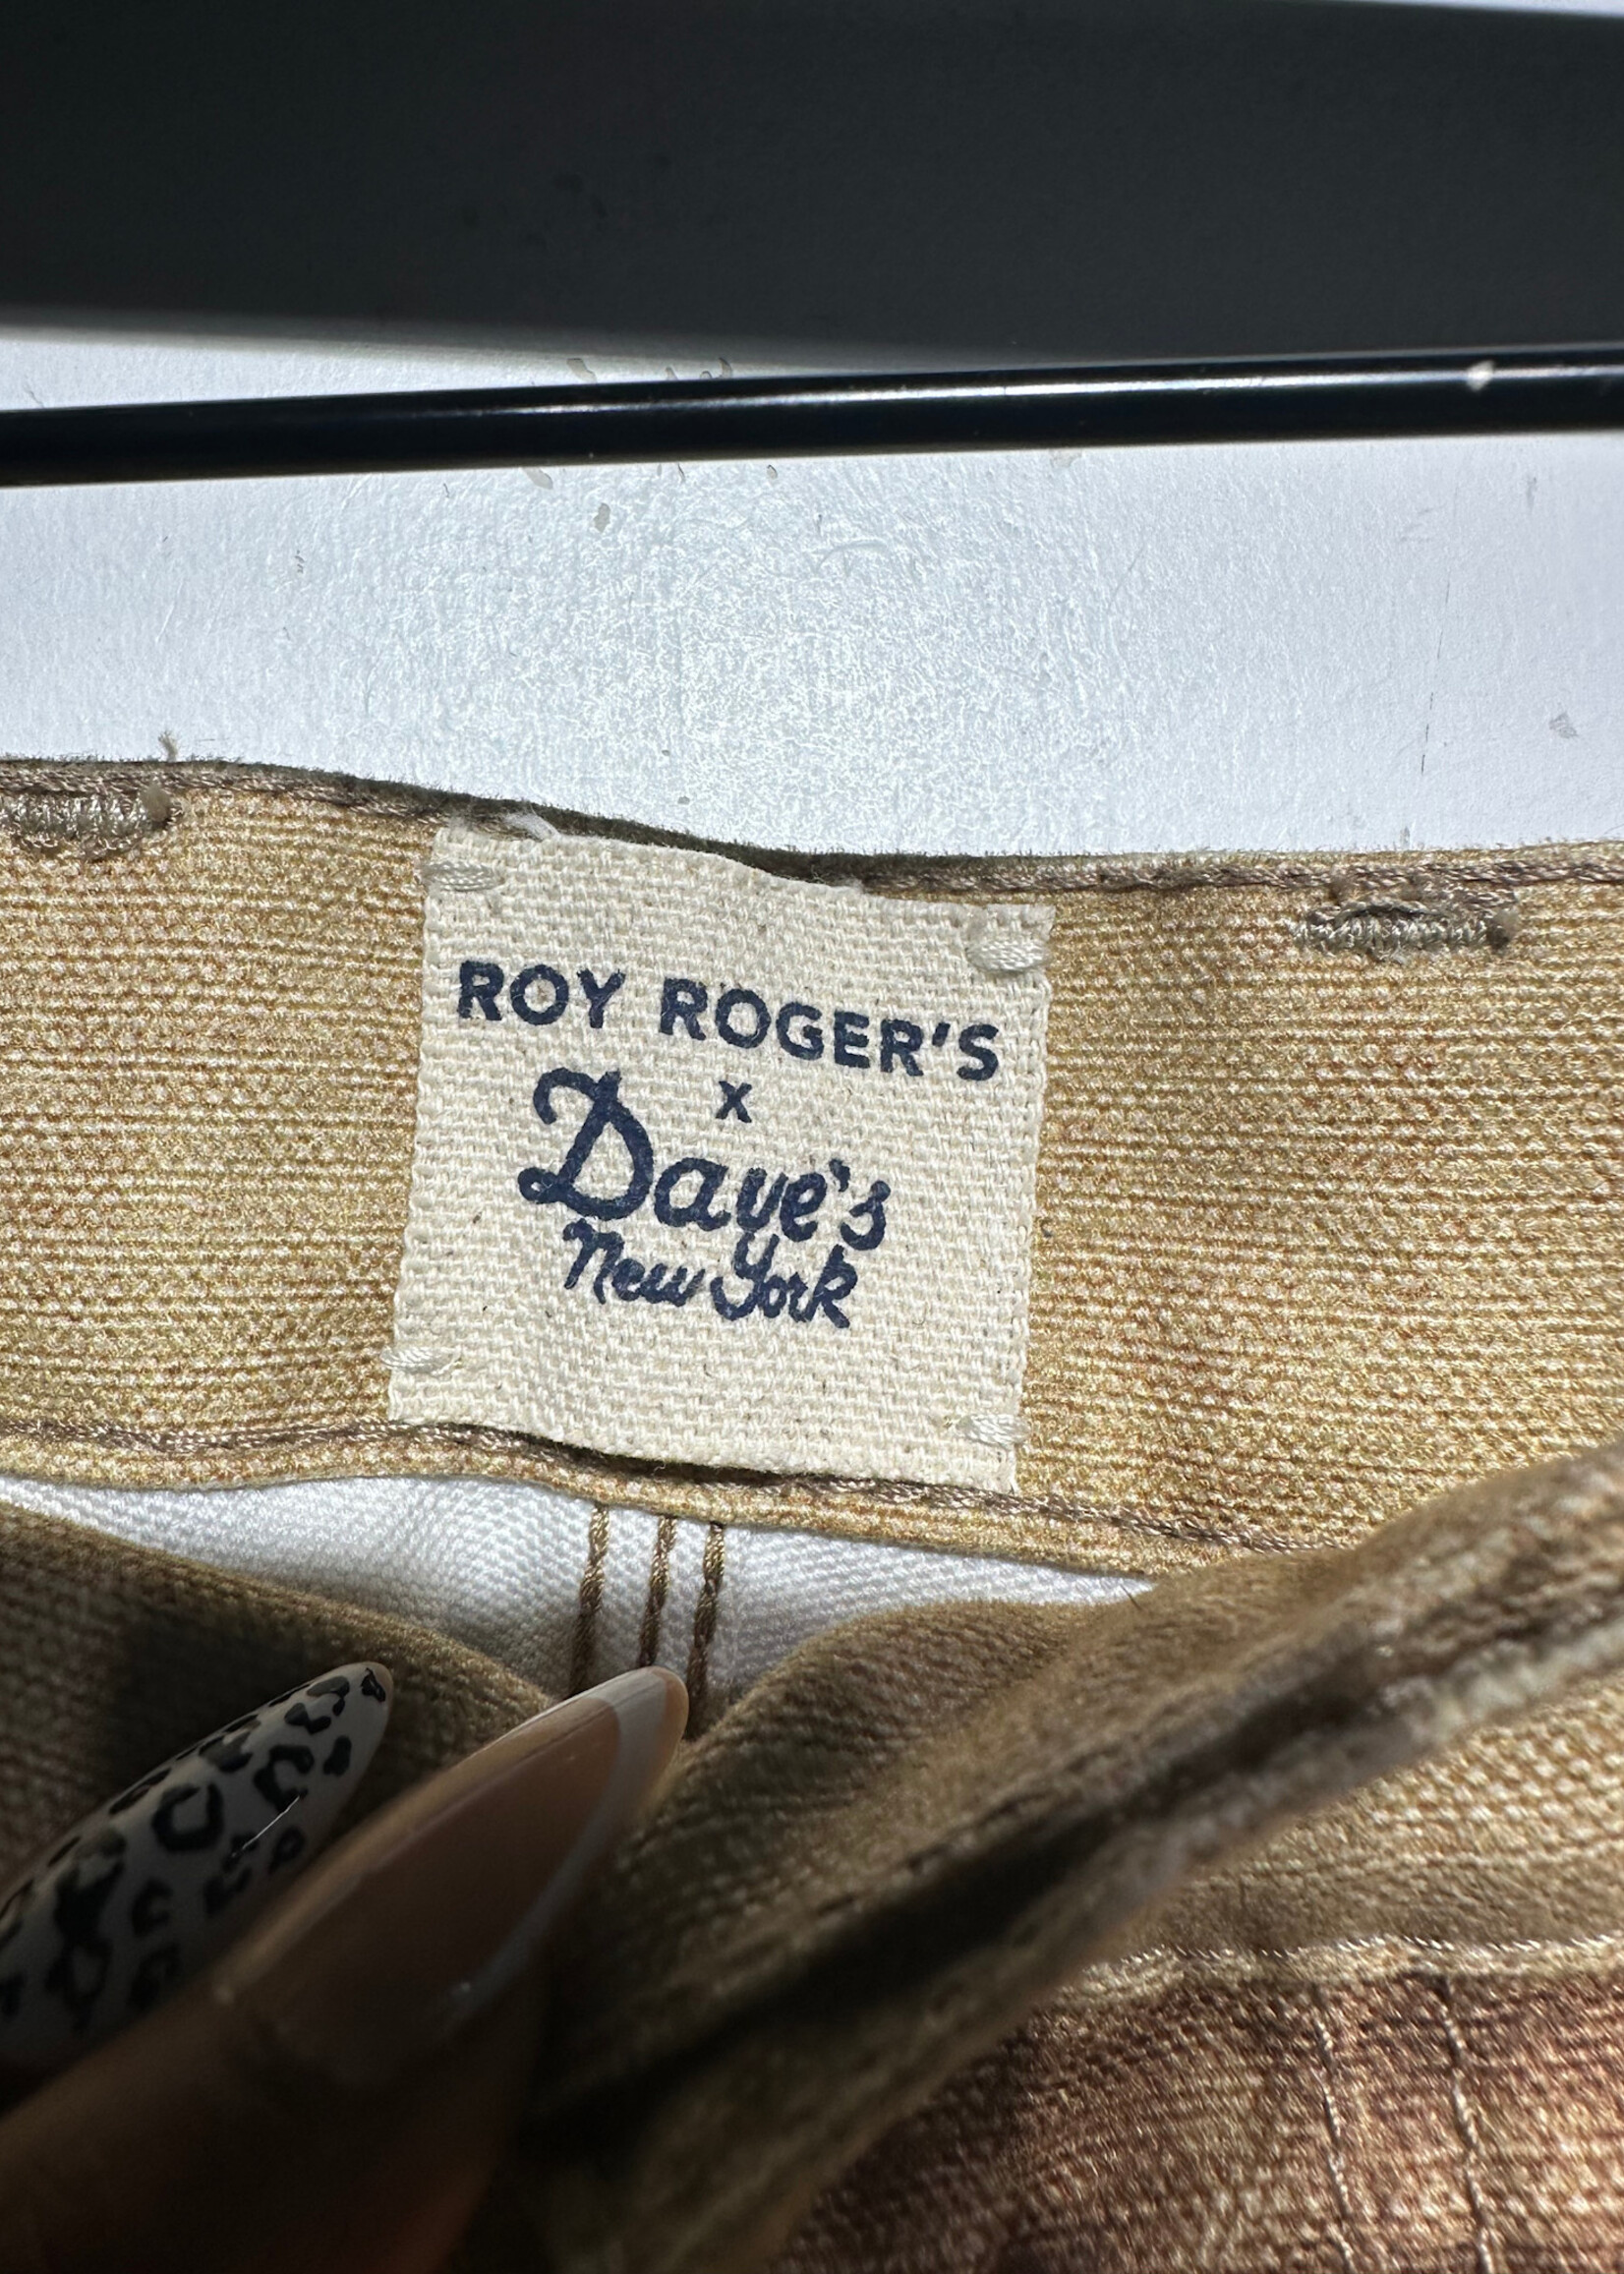 ROY ROGER'S
x
Dave's
New York